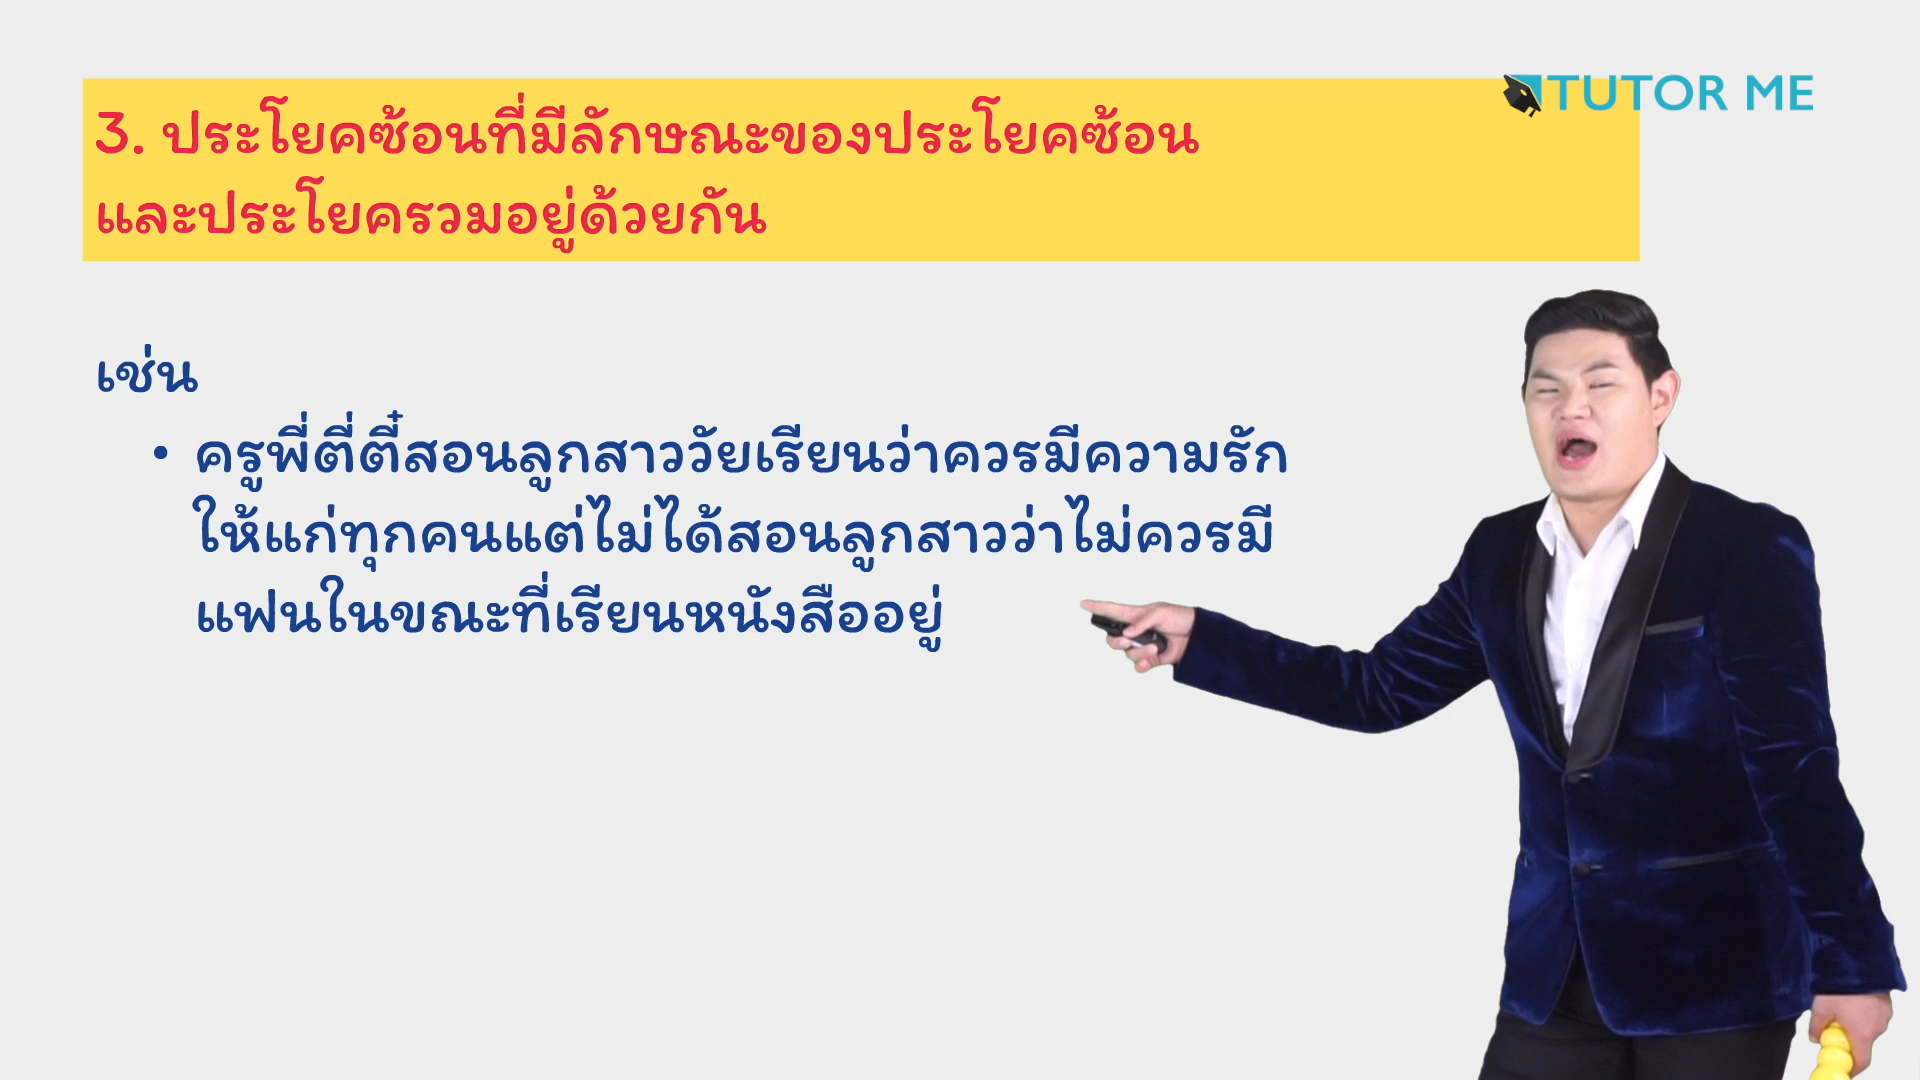 TUTOR ME
3. ประโยคซ้อนที่มีลักษณะของประโยคซ้อน
และประโยครวมอยู่ด้วยกัน
เช่น
• ครูพี่ตี่ตี๋สอนลูกสาววัยเรียนว่าควรมีความรัก
ให้แก่ทุกคนแต่ไม่ได้สอนลูกสาวว่าไม่ควรมี
แฟนในขณะที่เรียนหนังสืออยู่